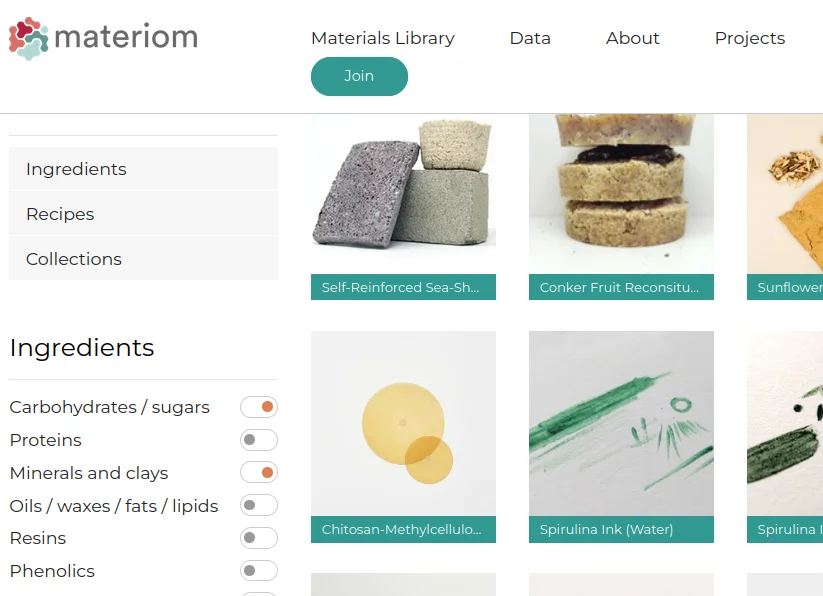 materiom
Materials Library Data About Projects
Join
Ingredients
Recipes
Collections
Self-Reinforced Sea-Sh...
Conker Fruit Reconsitu...
Sunflower
Ingredients
Carbohydrates / sugars
Proteins
Minerals and clays
Oils / waxes / fats / lipids
Resins
Phenolics
Chitosan-Methylcellulo...
Spirulina Ink (Water)
Spirulina I